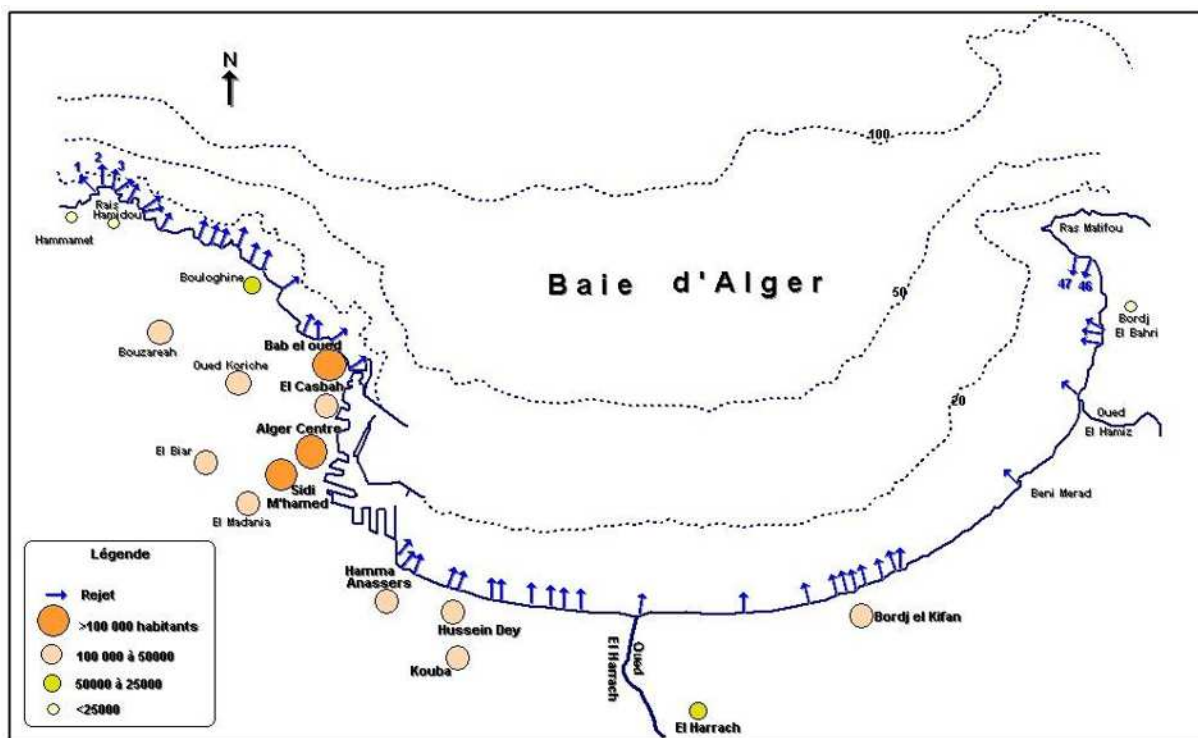 N
100
1
2
3
Rais
Hamidou
Hammamet
Ras Matifou
Bouloghine
Baie d'Alger
50
47
46
Bordj
El Bahri
Bouzareah
Bab el oued
Oued Koriche
El Casbah
20
Oued
El Hamiz
Alger Centre
El Biar
Sidi
M'hamed
Beni Merad
El Madania
Légende
Rejet
>100 000 habitants
100 000 à 50000
50000 à 25000
<25000
Hamma
Anassers
Hussein Dey
Kouba
Bordj el Kifan
Oued
El Harrach
El Harrach